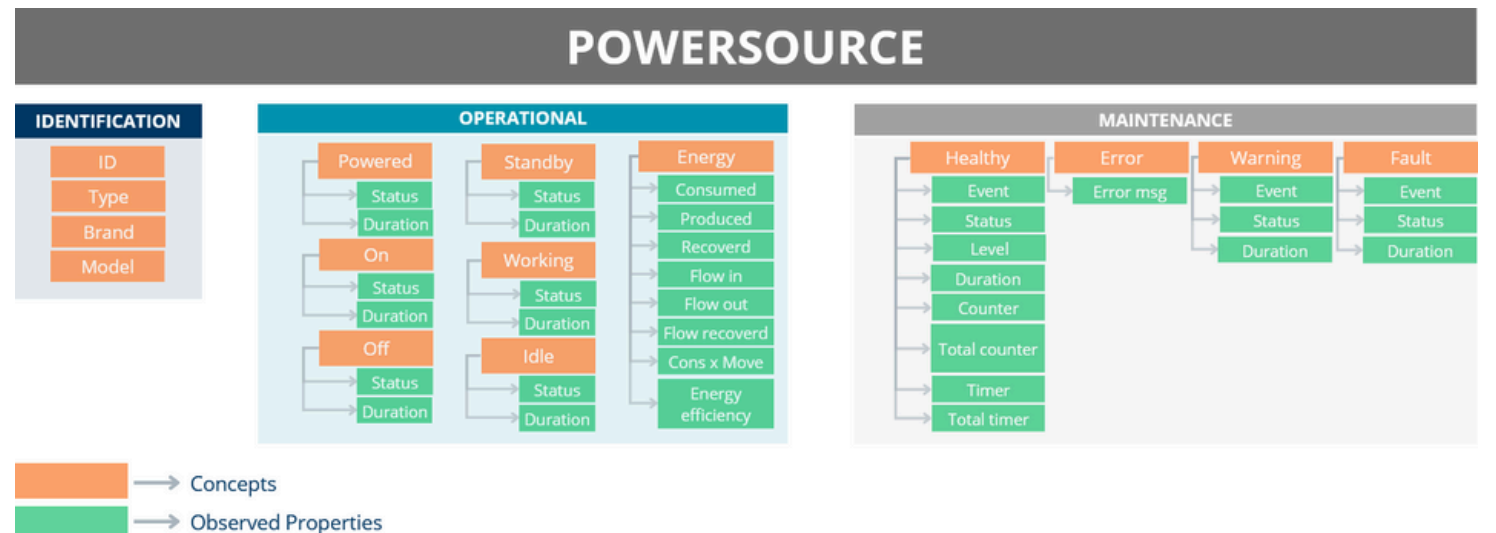 POWERSOURCE
IDENTIFICATION
ID
Type
Brand
Model
OPERATIONAL
Powered
Status
Duration
On
Status
Duration
Off
Status
Duration
Standby
Status
Duration
Working
Status
Duration
Idle
Status
Duration
Energy
Consumed
Produced
Recoverd
Flow in
Flow out
Flow recoverd
Cons x Move
Energy
efficiency
MAINTENANCE
Healthy
Event
Status
Level
Duration
Counter
Total counter
Timer
Total timer
Error
Error msg
Warning
Event
Status
Duration
Fault
Event
Status
Duration
Concepts
Observed Properties